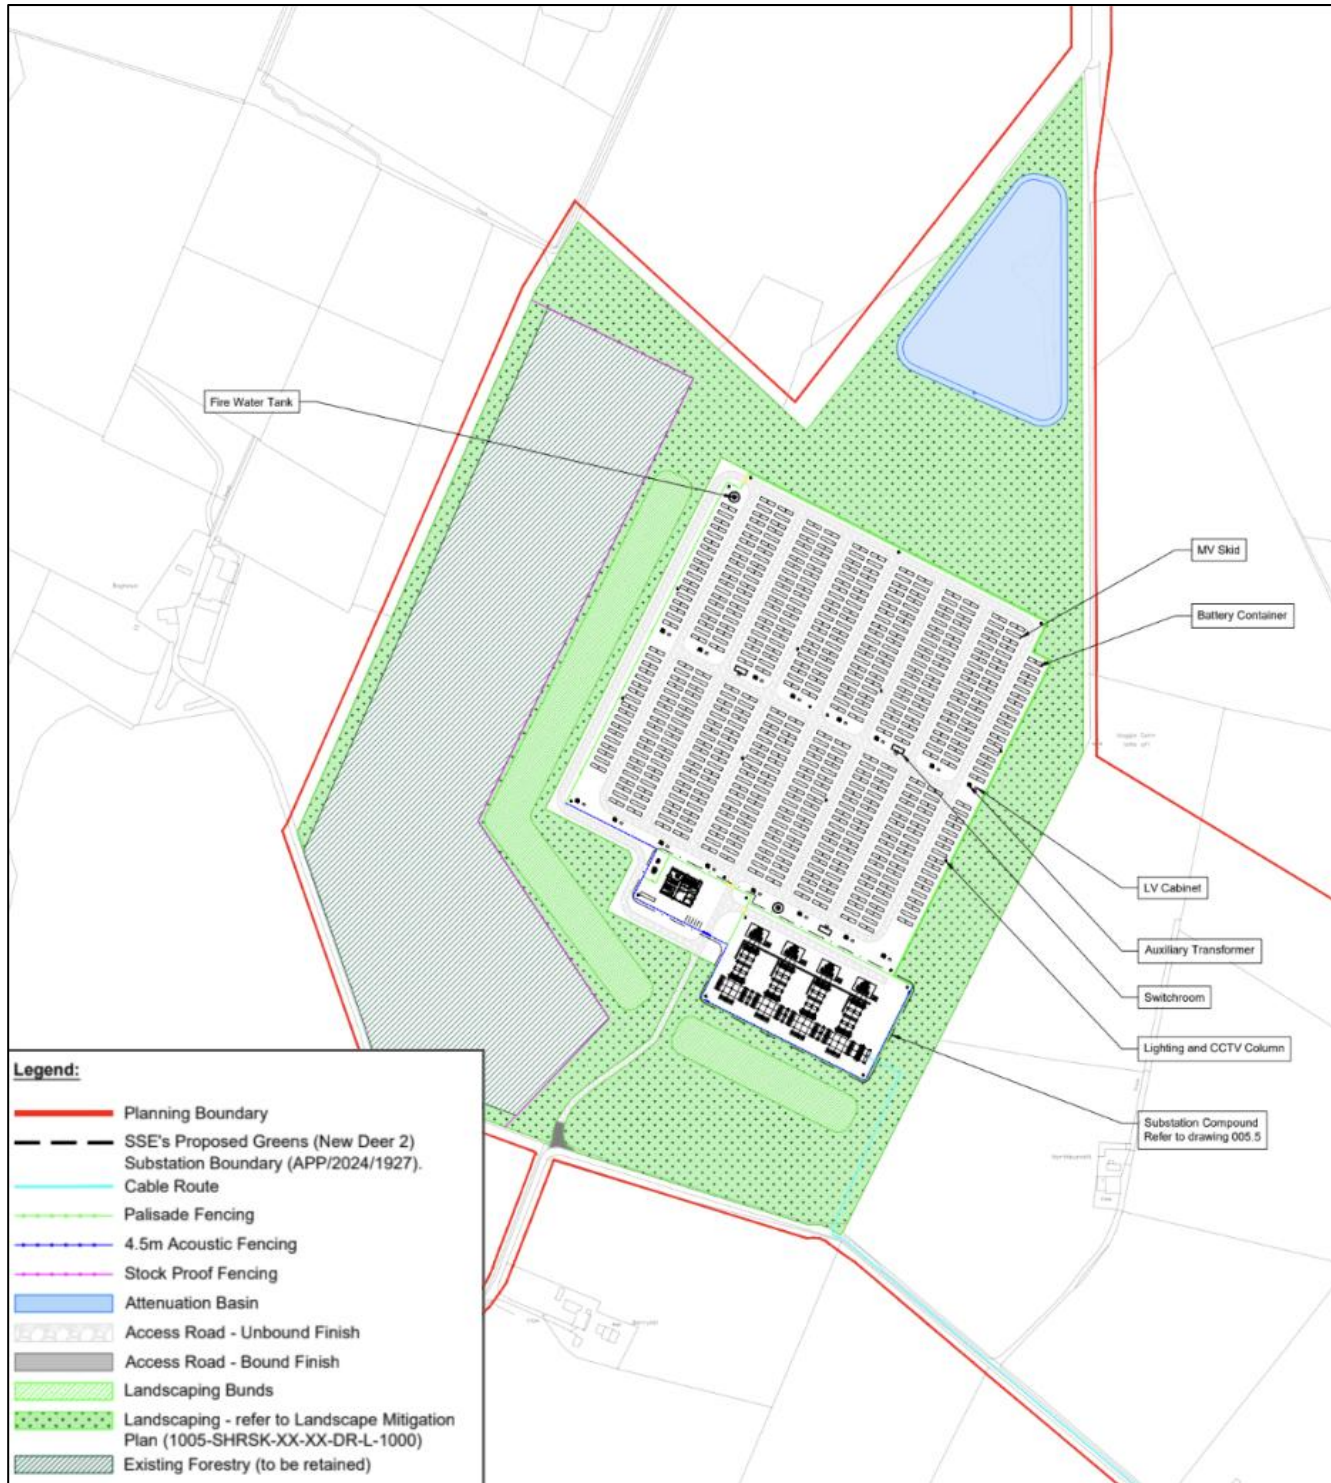 Fire Water Tank
MV Skid
Battery Container
LV Cabinet
Auxiliary Transformer
Switchroom
Lighting and CCTV Column
Substation Compound
Refer to drawing 005.5
Legend:
Planning Boundary
SSE's Proposed Greens (New Deer 2)
Substation Boundary (APP/2024/1927).
Cable Route
Palisade Fencing
4.5m Acoustic Fencing
Stock Proof Fencing
Attenuation Basin
Access Road - Unbound Finish
Access Road - Bound Finish
Landscaping Bunds
Landscaping - refer to Landscape Mitigation
Plan (1005-SHRSK-XX-XX-DR-L-1000)
Existing Forestry (to be retained)